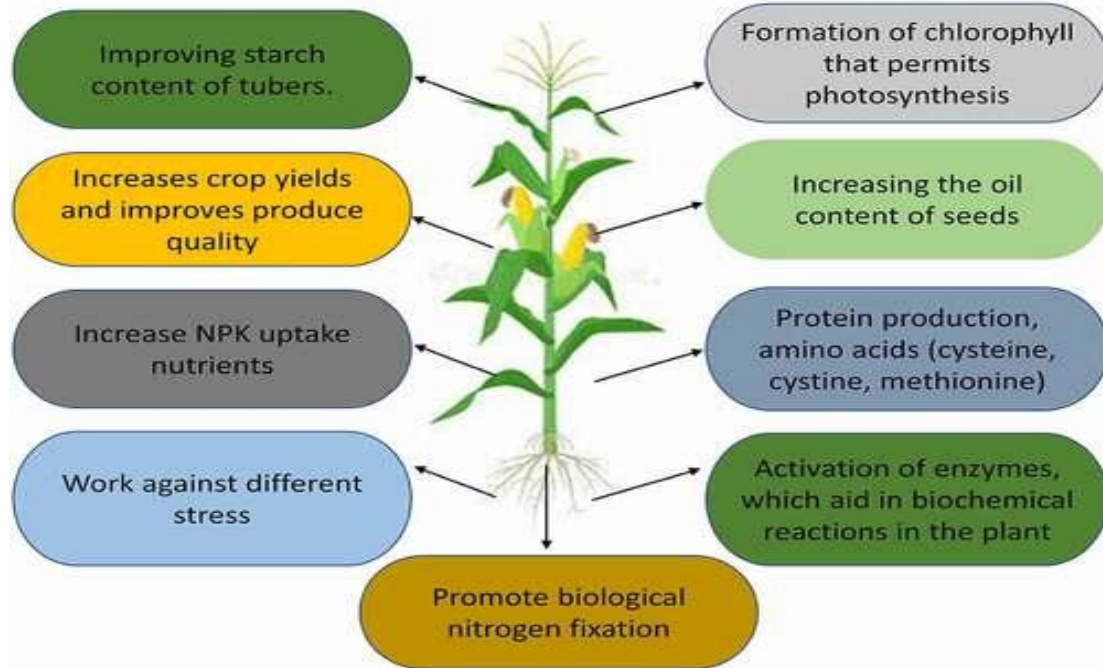 Improving starch
content of tubers.
Formation of chlorophyll
that permits
photosynthesis
Increases crop yields
and improves produce
quality
Increasing the oil
content of seeds
Increase NPK uptake
nutrients
Protein production,
amino acids (cysteine,
cystine, methionine)
Work against different
stress
Activation of enzymes,
which aid in biochemical
reactions in the plant
Promote biological
nitrogen fixation